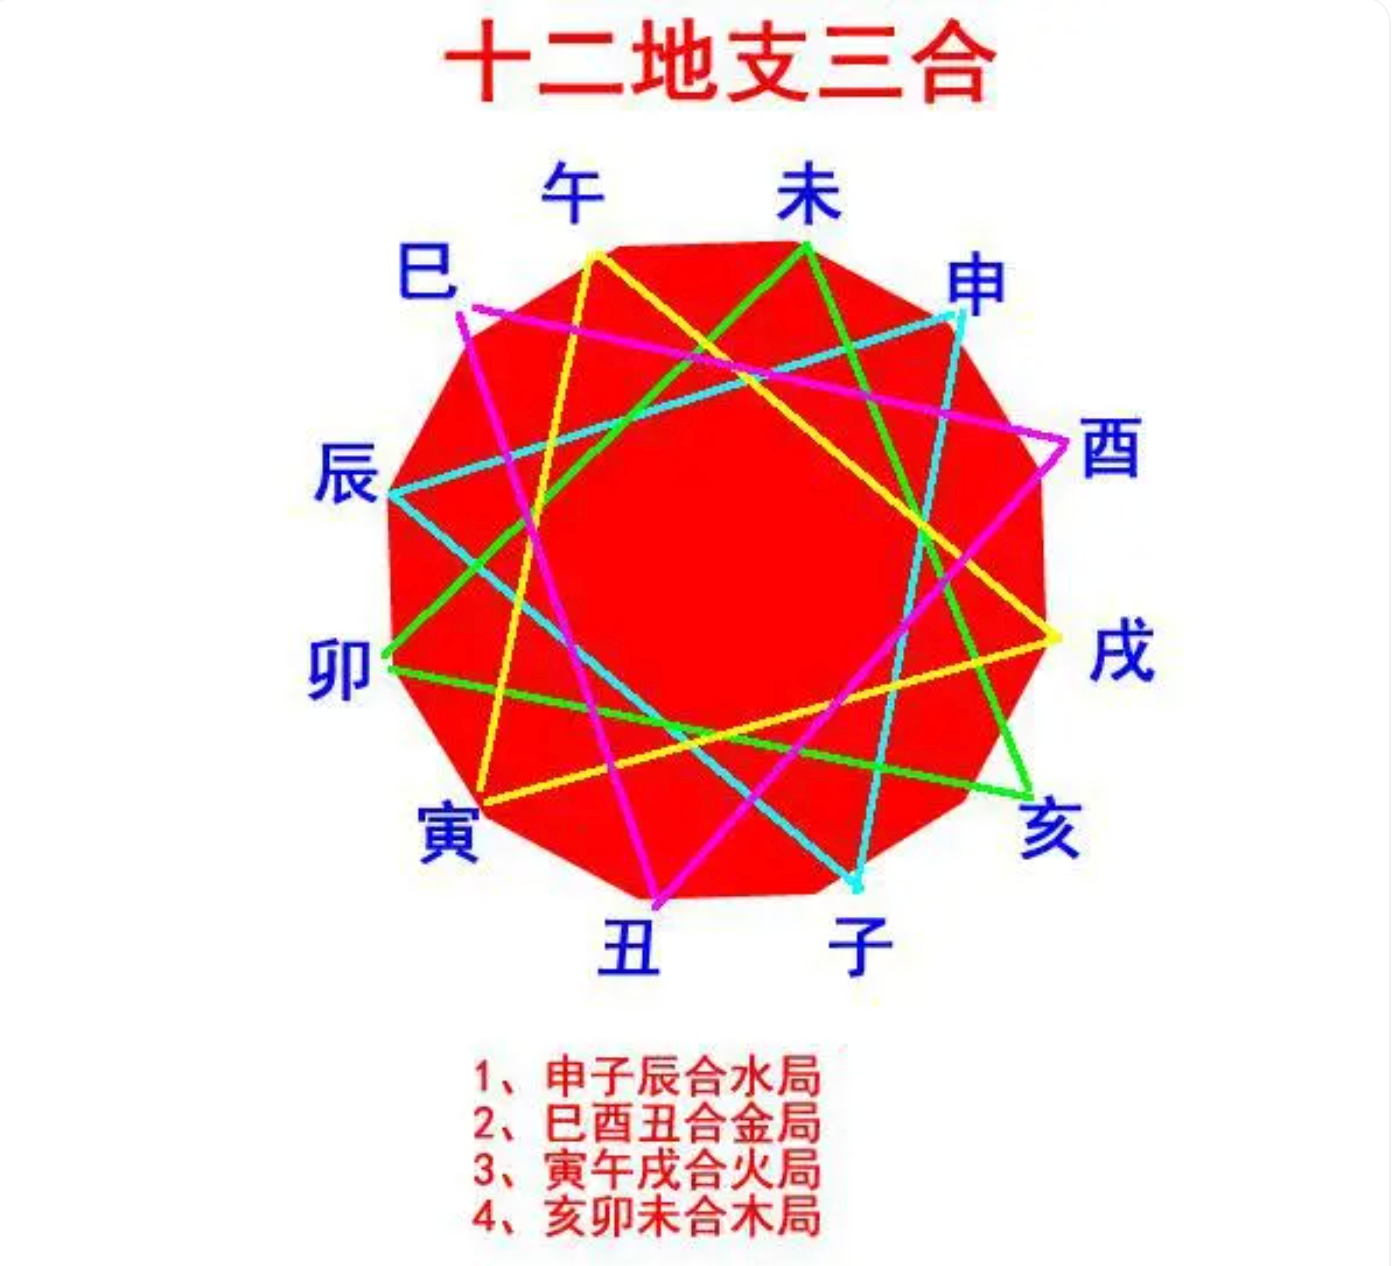 十二地支三合
午 未
巳 申
辰 酉
卯 戌
寅 亥
丑 子
1、申子辰合水局
2、巳酉丑合金局
3、寅午戌合火局
4、亥卯未合木局